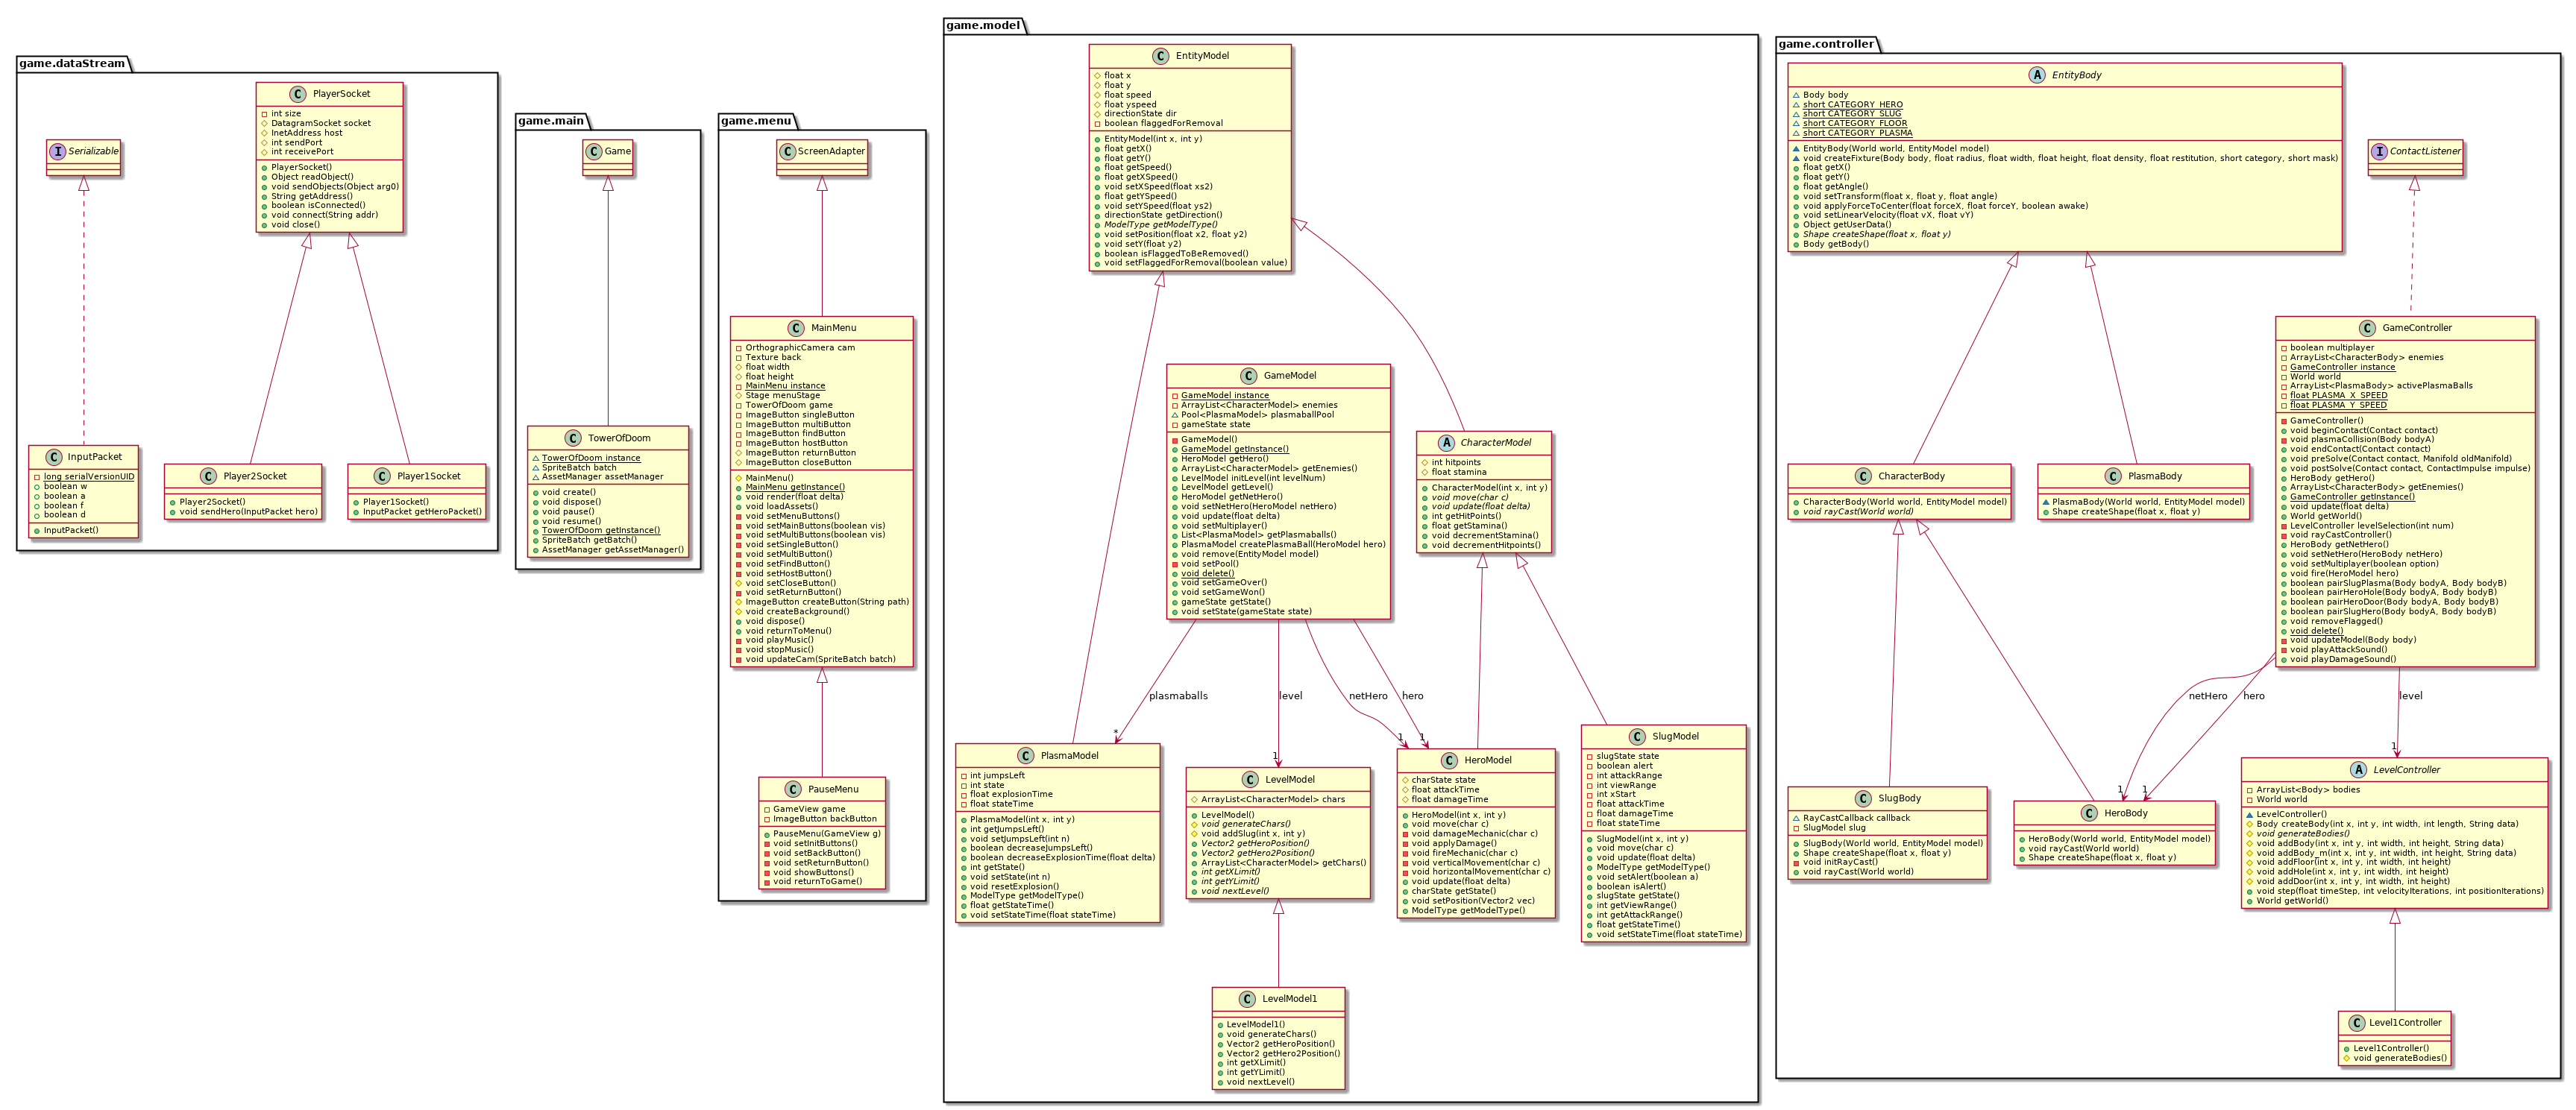 game.dataStream
PlayerSocket
int size
DatagramSocket socket
InetAddress host
int sendPort
int receivePort
PlayerSocket()
Object readObject()
void sendObjects(Object arg0)
String getAddress()
boolean isConnected()
void connect(String addr)
void close()
Serializable
InputPacket
long serialVersionUID
boolean w
boolean a
boolean f
boolean d
InputPacket()
Player2Socket
Player2Socket()
void sendHero(InputPacket hero)
Player1Socket
Player1Socket()
InputPacket getHeroPacket()
game.main
Game
TowerOfDoom
TowerOfDoom instance
SpriteBatch batch
AssetManager assetManager
void create()
void dispose()
void pause()
void resume()
TowerOfDoom getInstance()
SpriteBatch getBatch()
AssetManager getAssetManager()
game.menu
ScreenAdapter
MainMenu
OrthographicCamera cam
Texture back
float width
float height
MainMenu instance
Stage menuStage
TowerOfDoom game
ImageButton singleButton
ImageButton multiButton
ImageButton findButton
ImageButton hostButton
ImageButton returnButton
ImageButton closeButton
MainMenu()
MainMenu getInstance()
void render(float delta)
void loadAssets()
void setMenuButtons()
void setMainButtons(boolean vis)
void setMultiButtons(boolean vis)
void setSingleButton()
void setMultiButton()
void setFindButton()
void setHostButton()
void setCloseButton()
void setReturnButton()
ImageButton createButton(String path)
void createBackground()
void dispose()
void returnToMenu()
void playMusic()
void stopMusic()
void updateCam(SpriteBatch batch)
PauseMenu
GameView game
ImageButton backButton
PauseMenu(GameView g)
void setInitButtons()
void setBackButton()
void setReturnButton()
void showButtons()
void returnToGame()
game.model
EntityModel
float x
float y
float speed
float yspeed
directionState dir
boolean flaggedForRemoval
EntityModel(int x, int y)
float getX()
float getY()
float getSpeed()
float getXSpeed()
void setXSpeed(float xs2)
float getYSpeed()
void setYSpeed(float ys2)
directionState getDirection()
ModelType getModelType()
void setPosition(float x2, float y2)
void setY(float y2)
boolean isFlaggedToBeRemoved()
void setFlaggedForRemoval(boolean value)
GameModel
GameModel instance
ArrayList<CharacterModel> enemies
Pool<PlasmaModel> plasmaballPool
gameState state
GameModel()
GameModel getInstance()
HeroModel getHero()
ArrayList<CharacterModel> getEnemies()
LevelModel initLevel(int levelNum)
LevelModel getLevel()
HeroModel getNetHero()
void setNetHero(HeroModel netHero)
void update(float delta)
void setMultiplayer()
List<PlasmaModel> getPlasmaballs()
PlasmaModel createPlasmaBall(HeroModel hero)
void remove(EntityModel model)
void setPool()
void delete()
void setGameOver()
void setGameWon()
gameState getState()
void setState(gameState state)
CharacterModel
int hitpoints
float stamina
CharacterModel(int x, int y)
void move(char c)
void update(float delta)
int getHitPoints()
float getStamina()
void decrementStamina()
void decrementHitpoints()
plasmaballs
level
netHero
hero
*
1
1
1
PlasmaModel
int jumpsLeft
int state
float explosionTime
float stateTime
PlasmaModel(int x, int y)
int getJumpsLeft()
void setJumpsLeft(int n)
boolean decreaseJumpsLeft()
boolean decreaseExplosionTime(float delta)
int getState()
void setState(int n)
void resetExplosion()
ModelType getModelType()
float getStateTime()
void setStateTime(float stateTime)
LevelModel
ArrayList<CharacterModel> chars
LevelModel()
void generateChars()
void addSlug(int x, int y)
Vector2 getHeroPosition()
Vector2 getHero2Position()
ArrayList<CharacterModel> getChars()
int getXLimit()
int getYLimit()
void nextLevel()
HeroModel
charState state
float attackTime
float damageTime
HeroModel(int x, int y)
void move(char c)
void damageMechanic(char c)
void applyDamage()
void fireMechanic(char c)
void verticalMovement(char c)
void horizontalMovement(char c)
void update(float delta)
charState getState()
void setPosition(Vector2 vec)
ModelType getModelType()
SlugModel
slugState state
boolean alert
int attackRange
int viewRange
int xStart
float attackTime
float damageTime
float stateTime
SlugModel(int x, int y)
void move(char c)
void update(float delta)
ModelType getModelType()
void setAlert(boolean a)
boolean isAlert()
slugState getState()
int getViewRange()
int getAttackRange()
float getStateTime()
void setStateTime(float stateTime)
LevelModel1
LevelModel1()
void generateChars()
Vector2 getHeroPosition()
Vector2 getHero2Position()
int getXLimit()
int getYLimit()
void nextLevel()
game.controller
EntityBody
Body body
short CATEGORY_HERO
short CATEGORY_SLUG
short CATEGORY_FLOOR
short CATEGORY_PLASMA
EntityBody(World world, EntityModel model)
void createFixture(Body body, float radius, float width, float height, float density, float restitution, short category, short mask)
float getX()
float getY()
float getAngle()
void setTransform(float x, float y, float angle)
void applyForceToCenter(float forceX, float forceY, boolean awake)
void setLinearVelocity(float vX, float vY)
Object getUserData()
Shape createShape(float x, float y)
Body getBody()
ContactListener
GameController
boolean multiplayer
ArrayList<CharacterBody> enemies
GameController instance
World world
ArrayList<PlasmaBody> activePlasmaBalls
float PLASMA_X_SPEED
float PLASMA_Y_SPEED
GameController()
void beginContact(Contact contact)
void plasmaCollision(Body bodyA)
void endContact(Contact contact)
void preSolve(Contact contact, Manifold oldManifold)
void postSolve(Contact contact, ContactImpulse impulse)
HeroBody getHero()
ArrayList<CharacterBody> getEnemies()
GameController getInstance()
void update(float delta)
World getWorld()
LevelController levelSelection(int num)
void rayCastController()
HeroBody getNetHero()
void setNetHero(HeroBody netHero)
void setMultiplayer(boolean option)
void fire(HeroModel hero)
boolean pairSlugPlasma(Body bodyA, Body bodyB)
boolean pairHeroHole(Body bodyA, Body bodyB)
boolean pairHeroDoor(Body bodyA, Body bodyB)
boolean pairSlugHero(Body bodyA, Body bodyB)
void removeFlagged()
void delete()
void updateModel(Body body)
void playAttackSound()
void playDamageSound()
CharacterBody
CharacterBody(World world, EntityModel model)
void rayCast(World world)
PlasmaBody
PlasmaBody(World world, EntityModel model)
Shape createShape(float x, float y)
netHero
hero
level
1
1
1
SlugBody
RayCastCallback callback
SlugModel slug
SlugBody(World world, EntityModel model)
Shape createShape(float x, float y)
void initRayCast()
void rayCast(World world)
HeroBody
HeroBody(World world, EntityModel model)
void rayCast(World world)
Shape createShape(float x, float y)
LevelController
ArrayList<Body> bodies
World world
LevelController()
Body createBody(int x, int y, int width, int length, String data)
void generateBodies()
void addBody(int x, int y, int width, int height, String data)
void addBody_m(int x, int y, int width, int height, String data)
void addFloor(int x, int y, int width, int height)
void addHole(int x, int y, int width, int height)
void addDoor(int x, int y, int width, int height)
void step(float timeStep, int velocityIterations, int positionIterations)
World getWorld()
Level1Controller
Level1Controller()
void generateBodies()